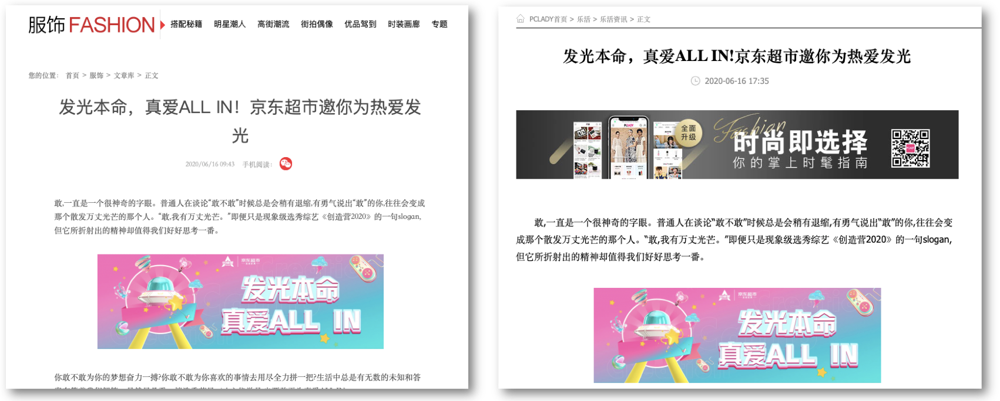 服饰 FASHION 搭配秘籍 明星潮人 高街潮流 街拍偶像 优品驾到 时装画廊 专题
您的位置： 首页 > 服饰 > 文章库 > 正文
发光本命，真爱ALL IN！京东超市邀你为热爱发
光
2020/06/16 09:43 手机阅读：
敢,一直是一个很神奇的字眼。普通人在谈论“敢不敢”时候总是会稍有退缩,有勇气说出“敢”的你,往往会变成
那个散发万丈光芒的那个人。“敢,我有万丈光芒。”即便只是现象级选秀综艺《创造营2020》的一句slogan,
但它所折射出的精神却值得我们好好思考一番。
京东超市
发光本命
真爱ALL IN
你敢不敢为你的梦想奋力一搏?你敢不敢为你喜欢的事情去用尽全力拼一把?生活中总是有无数的未知和答
PCLADY首页 > 乐活 > 乐活资讯 > 正文
发光本命，真爱ALL IN!京东超市邀你为热爱发光
2020-06-16 17:35
PCLADY
全面
升级
Fashion
时尚即选择
你的掌上时髦指南
敢,一直是一个很神奇的字眼。普通人在谈论“敢不敢”时候总是会稍有退缩,有勇气说出“敢”的你,往往会变
成那个散发万丈光芒的那个人。“敢,我有万丈光芒。”即便只是现象级选秀综艺《创造营2020》的一句slogan,
但它所折射出的精神却值得我们好好思考一番。
京东超市
发光本命
真爱ALL IN